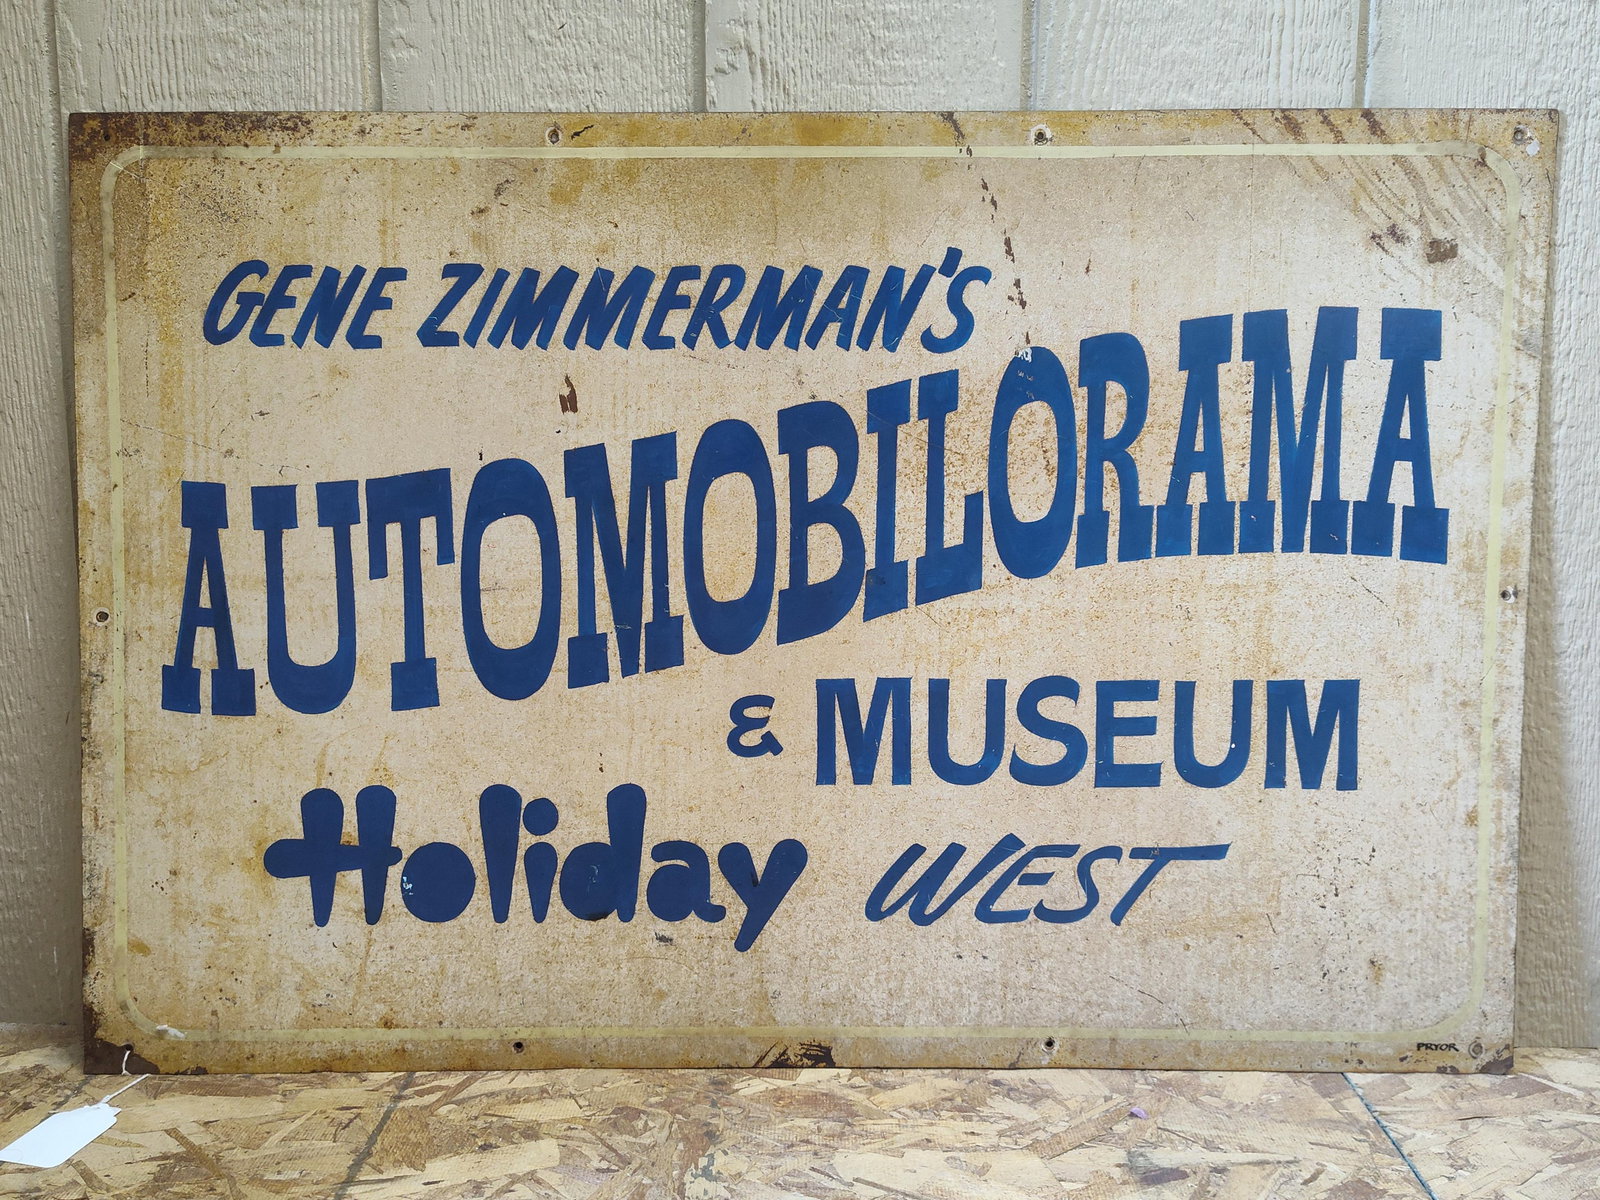 GENE ZIMMERMAN'S
AUTOMOBILORAMA
& MUSEUM
Holiday WEST
PRYOR